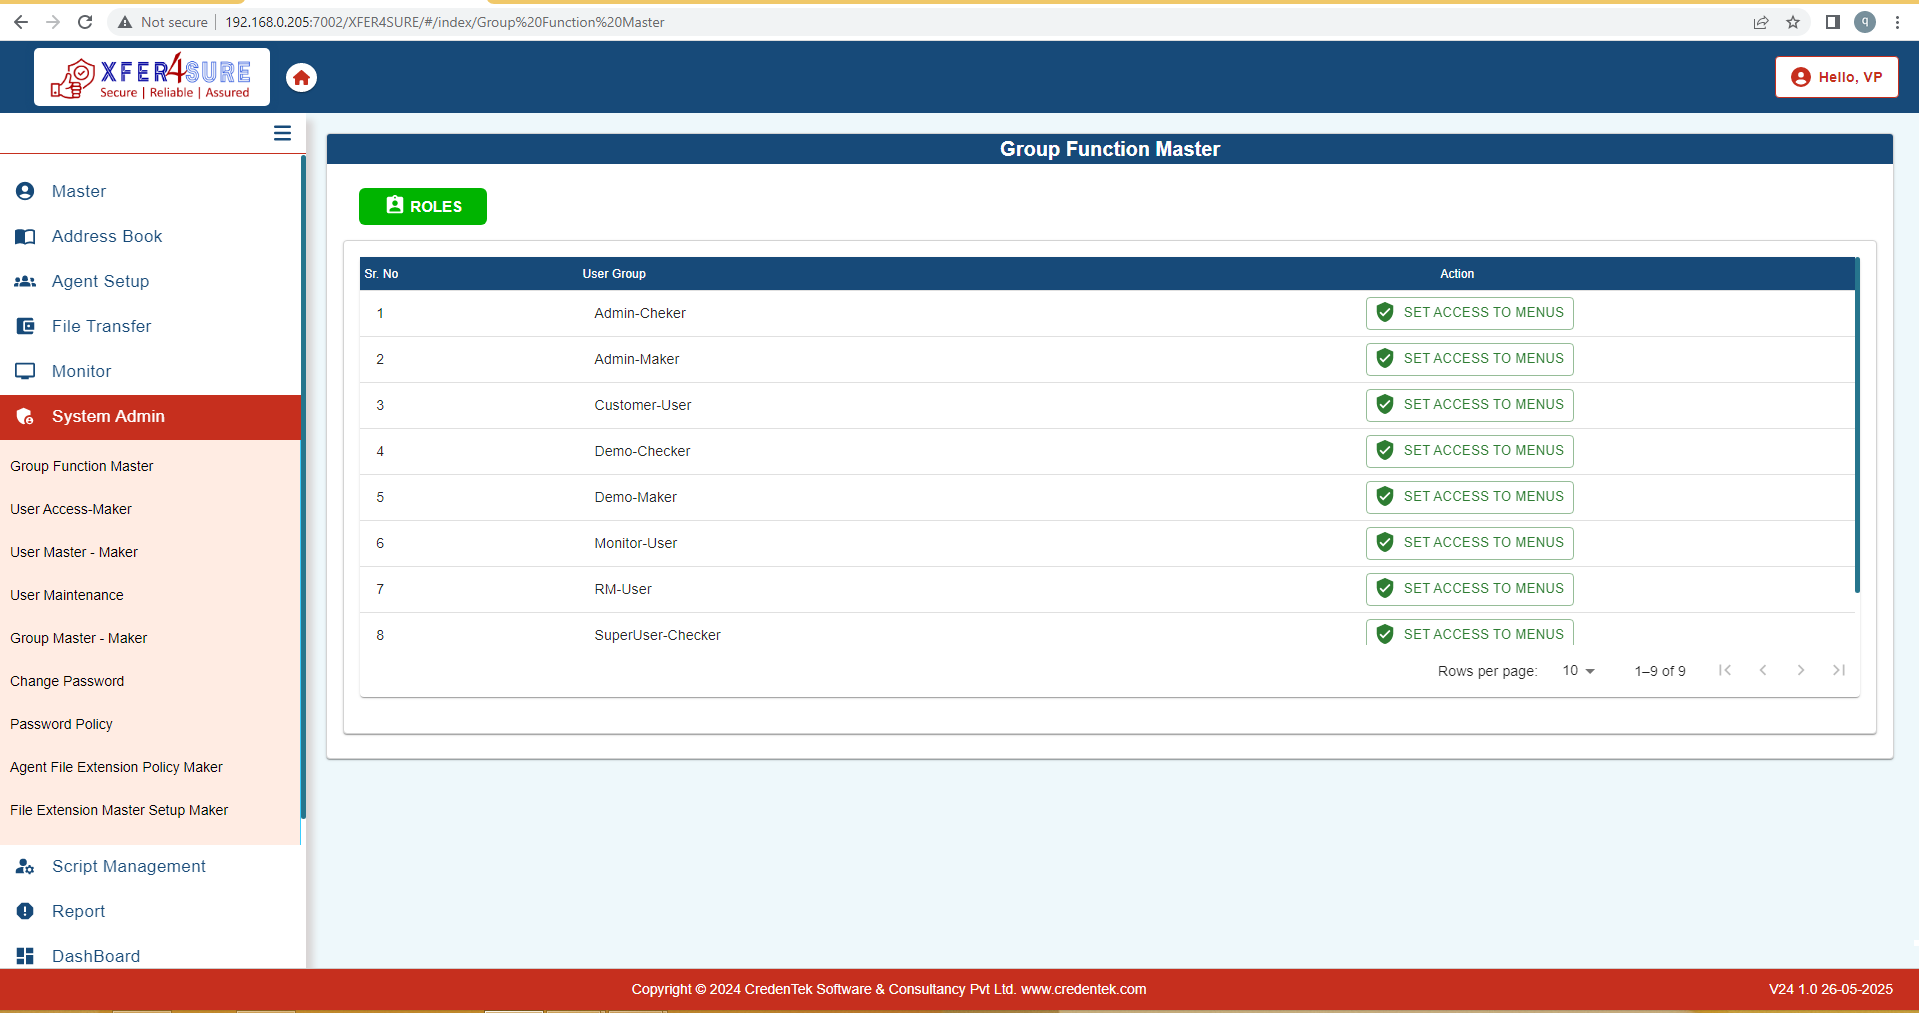 Not secure | 192.168.0.205:7002/XFER4SURE/#/index/Group%20Function%20Master
q
XFER4SURE
Secure | Reliable | Assured
Hello, VP
Master
Address Book
Agent Setup
File Transfer
Monitor
System Admin
Group Function Master
User Access-Maker
User Master - Maker
User Maintenance
Group Master - Maker
Change Password
Password Policy
Agent File Extension Policy Maker
File Extension Master Setup Maker
Script Management
Report
DashBoard
Group Function Master
ROLES
Sr. No User Group Action
1 Admin-Cheker SET ACCESS TO MENUS
2 Admin-Maker SET ACCESS TO MENUS
3 Customer-User SET ACCESS TO MENUS
4 Demo-Checker SET ACCESS TO MENUS
5 Demo-Maker SET ACCESS TO MENUS
6 Monitor-User SET ACCESS TO MENUS
7 RM-User SET ACCESS TO MENUS
8 SuperUser-Checker SET ACCESS TO MENUS
Rows per page: 10 1–9 of 9
Copyright © 2024 CredenTek Software & Consultancy Pvt Ltd. www.credentek.com
V24 1.0 26-05-2025